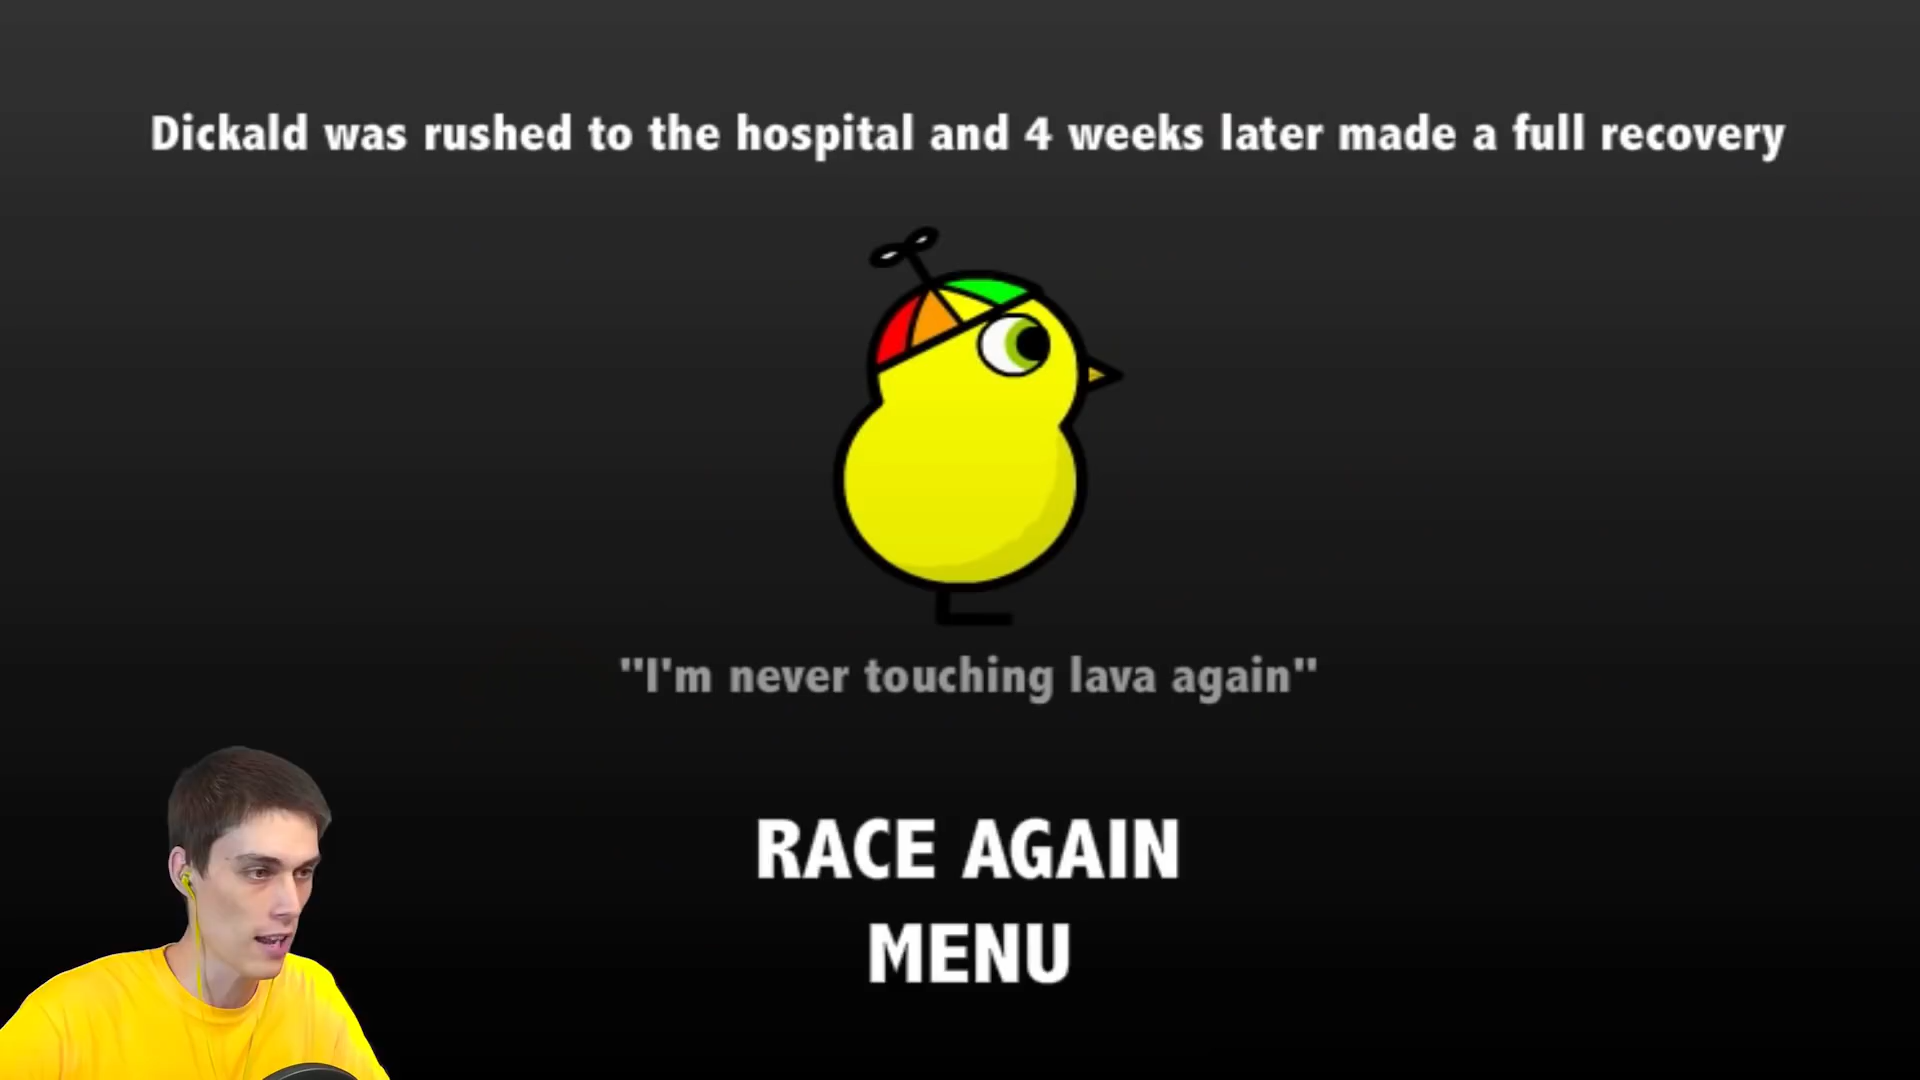 Dickald was rushed to the hospital and 4 weeks later made a full recovery
"I'm never touching lava again"
RACE AGAIN
MENU